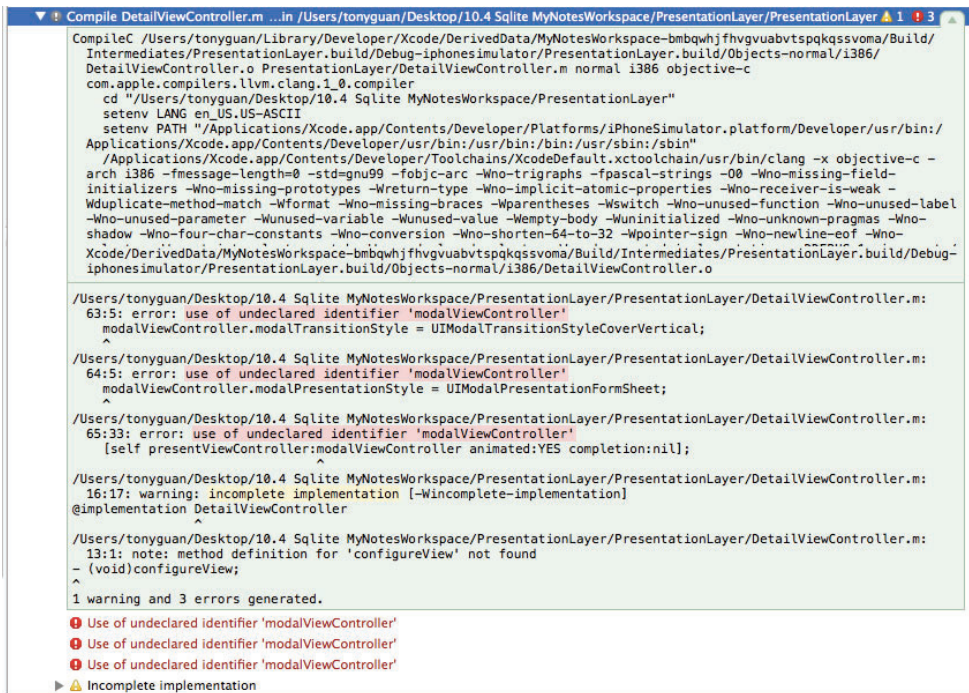 Compile DetailViewController.m ...in /Users/tonyguan/Desktop/10.4 Sqlite MyNotesWorkspace/PresentationLayer/PresentationLayer 1 3
CompileC /Users/tonyguan/Library/Developer/Xcode/DerivedData/MyNotesWorkspace-bmbqwhjfhvgvuabvtspqkqssvoma/Build/
Intermediates/PresentationLayer.build/Debug-iphonesimulator/PresentationLayer.build/Objects-normal/i386/
DetailViewController.o PresentationLayer/DetailViewController.m normal i386 objective-c
com.apple.compilers.llvm.clang.1_0.compiler
cd "/Users/tonyguan/Desktop/10.4 Sqlite MyNotesWorkspace/PresentationLayer"
setenv LANG en_US.US-ASCII
setenv PATH "/Applications/Xcode.app/Contents/Developer/Platforms/iPhoneSimulator.platform/Developer/usr/bin:/
Applications/Xcode.app/Contents/Developer/usr/bin:/usr/bin:/bin:/usr/sbin:/sbin"
/Applications/Xcode.app/Contents/Developer/Toolchains/XcodeDefault.xctoolchain/usr/bin/clang -x objective-c -
arch i386 -fmessage-length=0 -std=gnu99 -fobjc-arc -Wno-trigraphs -fpascal-strings -O0 -Wno-missing-field-
initializers -Wno-missing-prototypes -Wreturn-type -Wno-implicit-atomic-properties -Wno-receiver-is-weak -
Wduplicate-method-match -Wformat -Wno-missing-braces -Wparentheses -Wswitch -Wno-unused-function -Wno-unused-label
-Wno-unused-parameter -Wunused-variable -Wunused-value -Wempty-body -Wuninitialized -Wno-unknown-pragmas -Wno-
shadow -Wno-four-char-constants -Wno-conversion -Wno-shorten-64-to-32 -Wpointer-sign -Wno-newline-eof -Wno-
Xcode/DerivedData/MyNotesWorkspace-bmbqwhjfhvgvuabvtspqkqssvoma/Build/Intermediates/PresentationLayer.build/Debug-
iphonesimulator/PresentationLayer.build/Objects-normal/i386/DetailViewController.o
/Users/tonyguan/Desktop/10.4 Sqlite MyNotesWorkspace/PresentationLayer/PresentationLayer/DetailViewController.m:
63:5: error: use of undeclared identifier 'modalViewController'
modalViewController.modalTransitionStyle = UIModalTransitionStyleCoverVertical;
^
/Users/tonyguan/Desktop/10.4 Sqlite MyNotesWorkspace/PresentationLayer/PresentationLayer/DetailViewController.m:
64:5: error: use of undeclared identifier 'modalViewController'
modalViewController.modalPresentationStyle = UIModalPresentationFormSheet;
^
/Users/tonyguan/Desktop/10.4 Sqlite MyNotesWorkspace/PresentationLayer/PresentationLayer/DetailViewController.m:
65:33: error: use of undeclared identifier 'modalViewController'
[self presentViewController:modalViewController animated:YES completion:nil];
^
/Users/tonyguan/Desktop/10.4 Sqlite MyNotesWorkspace/PresentationLayer/PresentationLayer/DetailViewController.m:
16:17: warning: incomplete implementation [-Wincomplete-implementation]
@implementation DetailViewController
^
/Users/tonyguan/Desktop/10.4 Sqlite MyNotesWorkspace/PresentationLayer/PresentationLayer/DetailViewController.m:
13:1: note: method definition for 'configureView' not found
- (void)configureView;
^
1 warning and 3 errors generated.
Use of undeclared identifier 'modalViewController'
Use of undeclared identifier 'modalViewController'
Use of undeclared identifier 'modalViewController'
Incomplete implementation